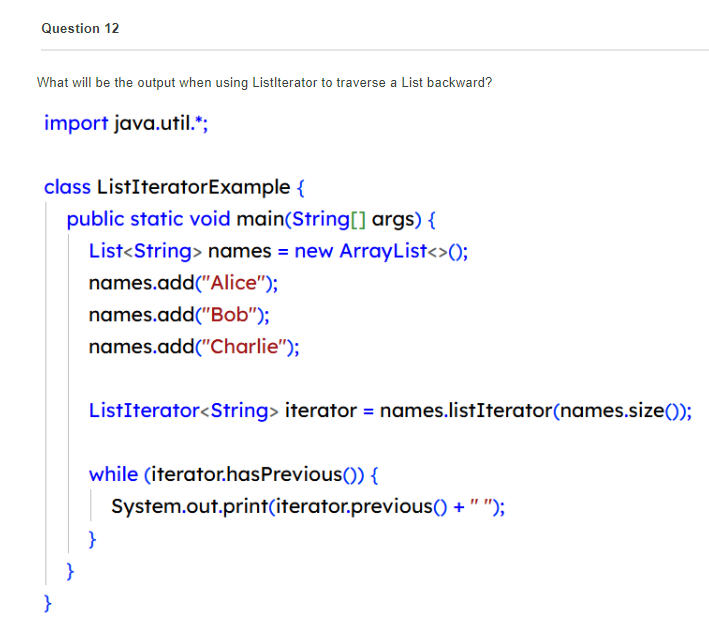 Question 12
What will be the output when using ListIterator to traverse a List backward?
import java.util.*;
class ListIteratorExample {
public static void main(String[] args) {
List<String> names = new ArrayList<>();
names.add("Alice");
names.add("Bob");
names.add("Charlie");
ListIterator<String> iterator = names.listIterator(names.size());
while (iterator.hasPrevious()) {
System.out.print(iterator.previous() + " ");
}
}
}